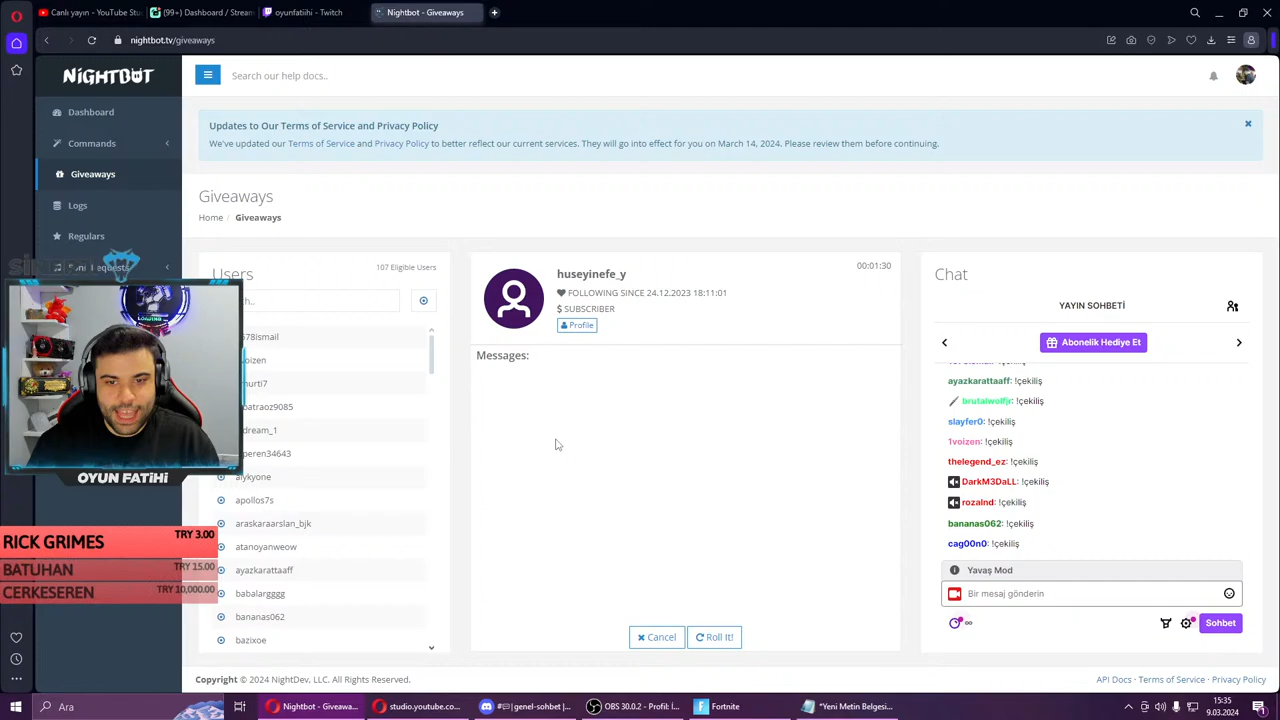 Canlı yayın - YouTube Stu
(99+) Dashboard / Stream
oyunfatihi - Twitch
Nightbot - Giveaways
nightbot.tv/giveaways
NIGHTBOT
Search our help docs..
Dashboard
Commands
Giveaways
Logs
Regulars
Updates to Our Terms of Service and Privacy Policy
We've updated our Terms of Service and Privacy Policy to better reflect our current services. They will go into effect for you on March 14, 2024. Please review them before continuing.
Giveaways
Home / Giveaways
Users
107 Eligible Users
678ismail
voizen
batraoz9085
dream_1
peren34643
alykyone
apollos7s
araskaraarslan_bjk
atanoyanweow
ayazkarattaaff
babalargggg
bananas062
bazixoe
huseyinefe_y
00:01:30
FOLLOWING SINCE 24.12.2023 18:11:01
SUBSCRIBER
Profile
Messages:
Cancel
Roll It!
Chat
YAYIN SOHBETİ
Abonelik Hediye Et
ayazkarattaaff: !çekiliş
brutalwolfjr: !çekiliş
slayfer0: !çekiliş
1voizen: !çekiliş
thelegend_ez: !çekiliş
DarkM3DaLL: !çekiliş
rozalnd: !çekiliş
bananas062: !çekiliş
cag00n0: !çekiliş
Yavaş Mod
Bir mesaj gönderin
Sohbet
OYUN FATİHİ
RICK GRIMES TRY 3.00
BATUHAN TRY 15.00
CERKESEREN TRY 10,000.00
Copyright © 2024 NightDev, LLC. All Rights Reserved.
API Docs · Terms of Service · Privacy Policy
Ara
Nightbot - Giveawa...
studio.youtube.co...
#💬|genel-sohbet |...
OBS 30.0.2 - Profil: İ...
Fortnite
*Yeni Metin Belgesi...
15:35
9.03.2024